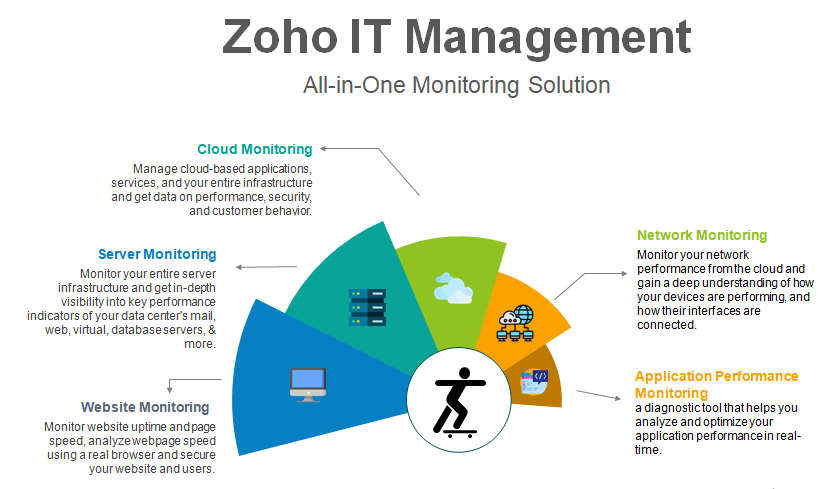 Zoho IT Management
All-in-One Monitoring Solution
Cloud Monitoring
Manage cloud-based applications,
services, and your entire infrastructure
and get data on performance, security,
and customer behavior.
Server Monitoring
Monitor your entire server
infrastructure and get in-depth
visibility into key performance
indicators of your data center's mail,
web, virtual, database servers, &
more.
Website Monitoring
Monitor website uptime and page
speed, analyze webpage speed
using a real browser and secure
your website and users.
Network Monitoring
Monitor your network
performance from the cloud and
gain a deep understanding of how
your devices are performing, and
how their interfaces are
connected.
Application Performance
Monitoring
a diagnostic tool that helps you
analyze and optimize your
application performance in real-
time.